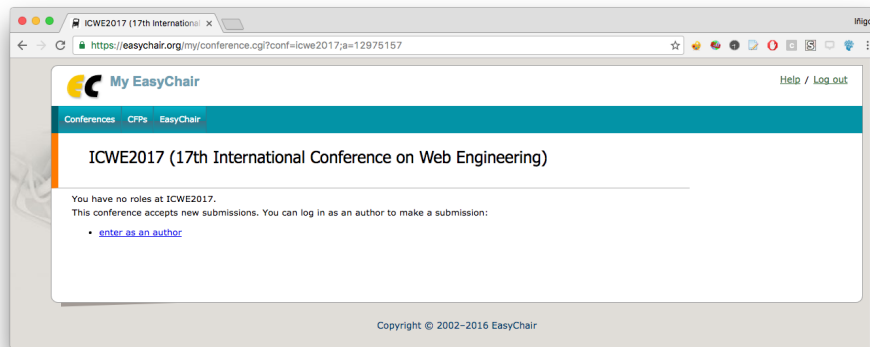 ICWE2017 (17th International
Iñigo
https://easychair.org/my/conference.cgi?conf=icwe2017;a=12975157
EC My EasyChair
Help / Log out
Conferences CFPs EasyChair
ICWE2017 (17th International Conference on Web Engineering)
You have no roles at ICWE2017.
This conference accepts new submissions. You can log in as an author to make a submission:
enter as an author
Copyright © 2002–2016 EasyChair